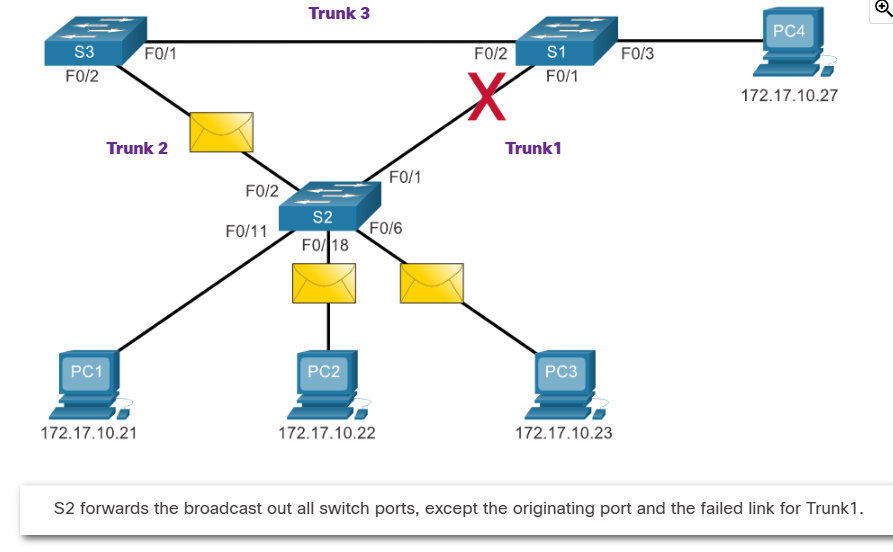 Trunk 3
PC4
S3
F0/1
F0/2
S1
F0/3
F0/2
F0/1
172.17.10.27
Trunk 2
Trunk1
F0/1
F0/2
S2
F0/11
F0/6
F0/18
PC1
PC2
PC3
172.17.10.21
172.17.10.22
172.17.10.23
S2 forwards the broadcast out all switch ports, except the originating port and the failed link for Trunk1.